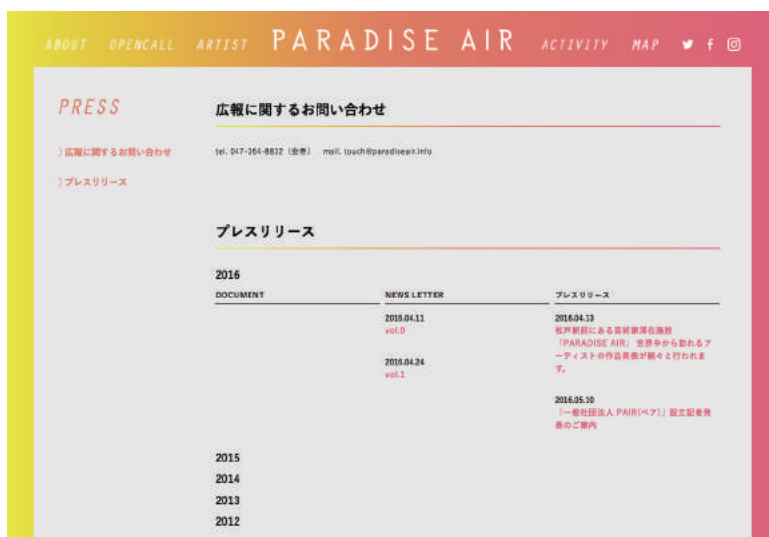 ABOUT OPENCALL ARTIST PARADISE AIR ACTIVITY MAP
PRESS
〉広報に関するお問い合わせ
〉プレスリリース
広報に関するお問い合わせ
tel. 047-364-8832 mail. touch@paradiseair.info
プレスリリース
2016
DOCUMENT
NEWS LETTER
2016.04.11
vol.0
2016.04.24
vol.1
プレスリリース
2016.04.13
松戸駅前にある芸術家滞在施設
「PARADISE AIR」 世界中から訪れるア
ーティストの作品発表が続々と行われま
す。
2016.05.10
「一般社団法人 PAIR(ペア)」設立記者発
表のご案内
2015
2014
2013
2012